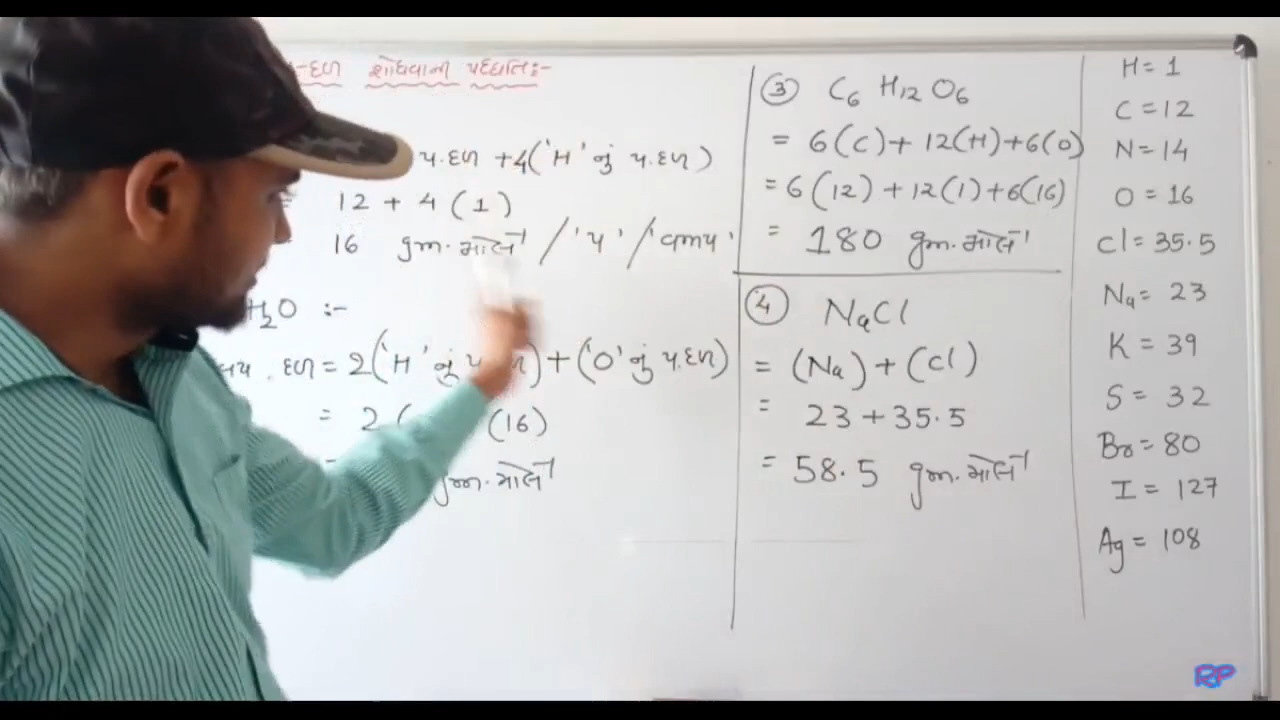 -દળ શોધવાની પદ્ધતિ:-
પ.દળ +4('H' નું પ.દળ)
12 + 4 (1)
16 gm.મોલ⁻¹ / 'u' /
H₂O :-
દળ = 2('H' નું પ.દળ)+('O' નું પ.દળ)
= 2 ( (16)
= gm.મોલ⁻¹
③ C₆ H₁₂ O₆
= 6(C)+ 12(H)+6(O)
=6(12)+12(1)+6(16)
= 180 gm.મોલ⁻¹
④ NaCl
= (Na)+(Cl)
= 23+35.5
= 58.5 gm.મોલ⁻¹
H= 1
C =12
N=14
O = 16
Cl=35.5
Na= 23
K = 39
S = 32
Br=80
I = 127
Ag= 108
RP